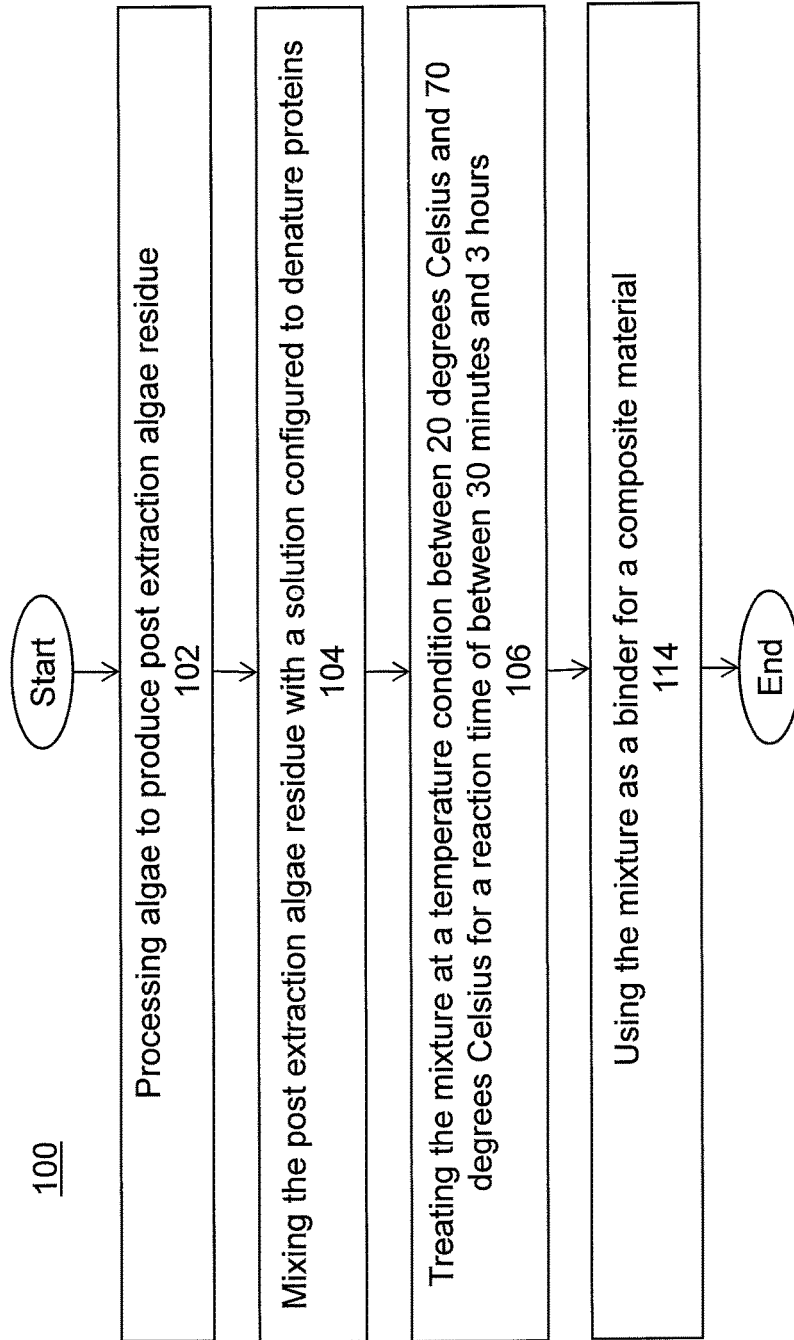 100
Start
Processing algae to produce post extraction algae residue
102
Mixing the post extraction algae residue with a solution configured to denature proteins
104
Treating the mixture at a temperature condition between 20 degrees Celsius and 70
degrees Celsius for a reaction time of between 30 minutes and 3 hours
106
Using the mixture as a binder for a composite material
114
End